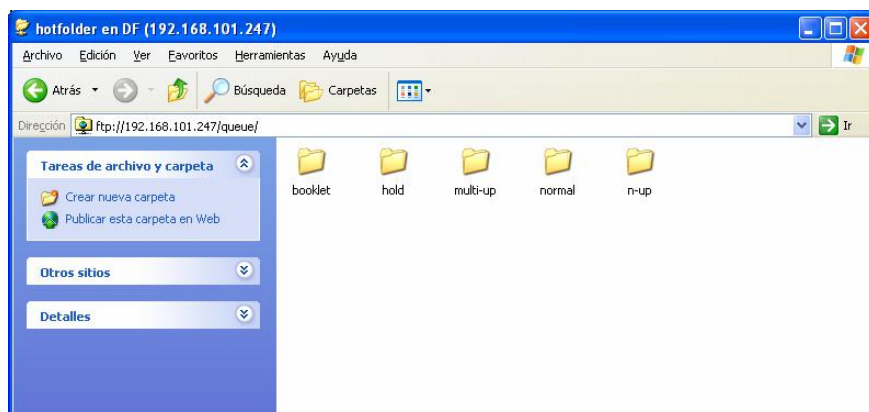 hotfolder en DF (192.168.101.247)
Archivo Edición Ver Favoritos Herramientas Ayuda
Atrás Búsqueda Carpetas
Dirección ftp://192.168.101.247/queue/ Ir
Tareas de archivo y carpeta
Crear nueva carpeta
Publicar esta carpeta en Web
Otros sitios
Detalles
booklet hold multi-up normal n-up